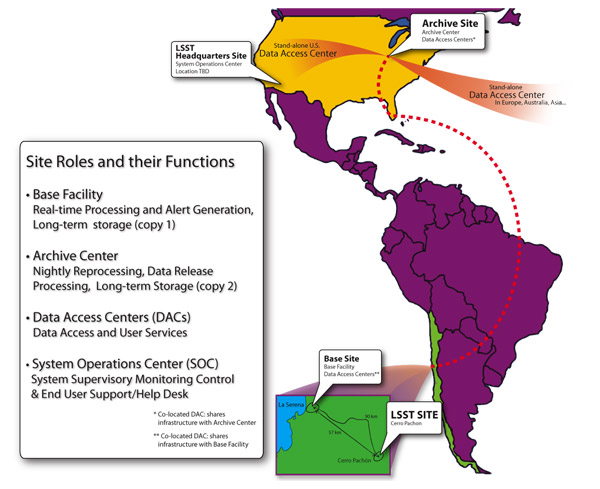 Archive Site
Archive Center
Data Access Centers*
LSST
Headquarters Site
System Operations Center
Location TBD
Stand-alone U.S.
Data Access Center
Stand-alone
Data Access Center
In Europe, Australia, Asia...
Site Roles and their Functions
• Base Facility
Real-time Processing and Alert Generation,
Long-term storage (copy 1)
• Archive Center
Nightly Reprocessing, Data Release
Processing, Long-term Storage (copy 2)
• Data Access Centers (DACs)
Data Access and User Services
• System Operations Center (SOC)
System Supervisory Monitoring Control
& End User Support/Help Desk
* Co-located DAC: shares
infrastructure with Archive Center
** Co-located DAC: shares
infrastructure with Base Facility
Base Site
Base Facility
Data Access Centers**
La Serena
90 km
57 km
Cerro Pachón
LSST SITE
Cerro Pachon